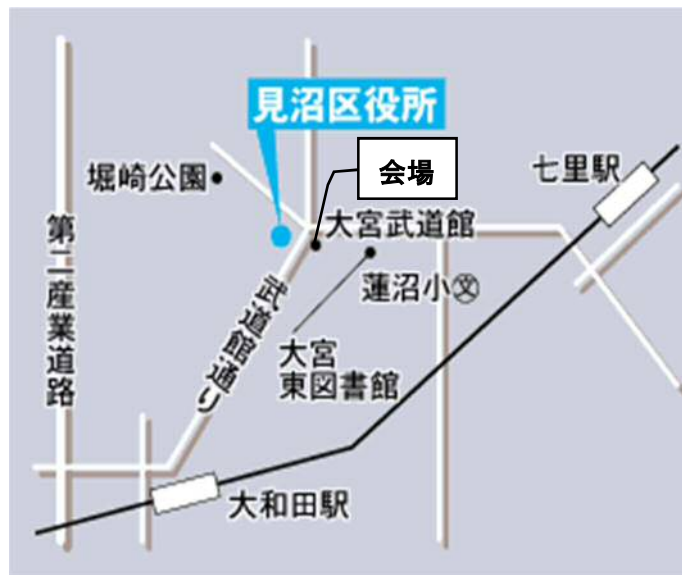 見沼区役所
会場
七里駅
堀崎公園
大宮武道館
第二産業道路
蓮沼小文
武道館通り
大宮
東図書館
大和田駅